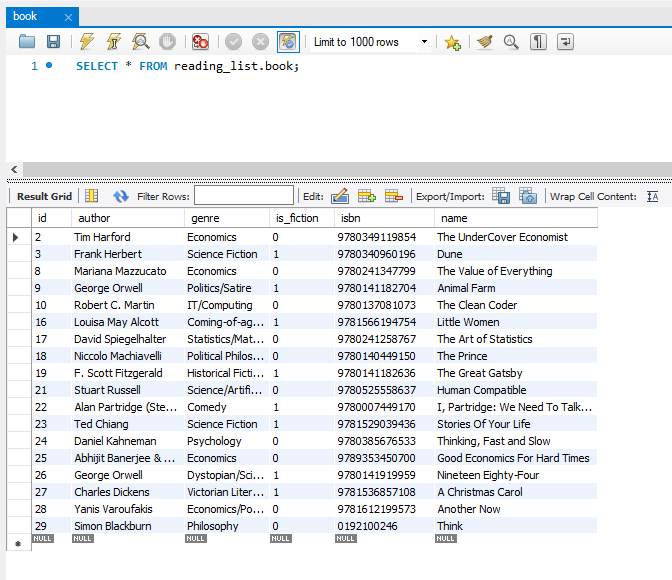 book
Limit to 1000 rows
1 SELECT * FROM reading_list.book;
Result Grid Filter Rows: Edit: Export/Import: Wrap Cell Content:
id author genre is_fiction isbn name
2 Tim Harford Economics 0 9780349119854 The UnderCover Economist
3 Frank Herbert Science Fiction 1 9780340960196 Dune
8 Mariana Mazzucato Economics 0 9780241347799 The Value of Everything
9 George Orwell Politics/Satire 1 9780141182704 Animal Farm
10 Robert C. Martin IT/Computing 0 9780137081073 The Clean Coder
16 Louisa May Alcott Coming-of-ag... 1 9781566194754 Little Women
17 David Spiegelhalter Statistics/Mat... 0 9780241258767 The Art of Statistics
18 Niccolo Machiavelli Political Philos... 0 9780140449150 The Prince
19 F. Scott Fitzgerald Historical Ficti... 1 9780141182636 The Great Gatsby
21 Stuart Russell Science/Artifi... 0 9780525558637 Human Compatible
22 Alan Partridge (Ste... Comedy 1 9780007449170 I, Partridge: We Need To Talk...
23 Ted Chiang Science Fiction 1 9781529039436 Stories Of Your Life
24 Daniel Kahneman Psychology 0 9780385676533 Thinking, Fast and Slow
25 Abhijit Banerjee & ... Economics 0 9789353450700 Good Economics For Hard Times
26 George Orwell Dystopian/Sci... 1 9780141919959 Nineteen Eighty-Four
27 Charles Dickens Victorian Liter... 1 9781536857108 A Christmas Carol
28 Yanis Varoufakis Economics/Po... 0 9781612199573 Another Now
29 Simon Blackburn Philosophy 0 0192100246 Think
NULL NULL NULL NULL NULL NULL